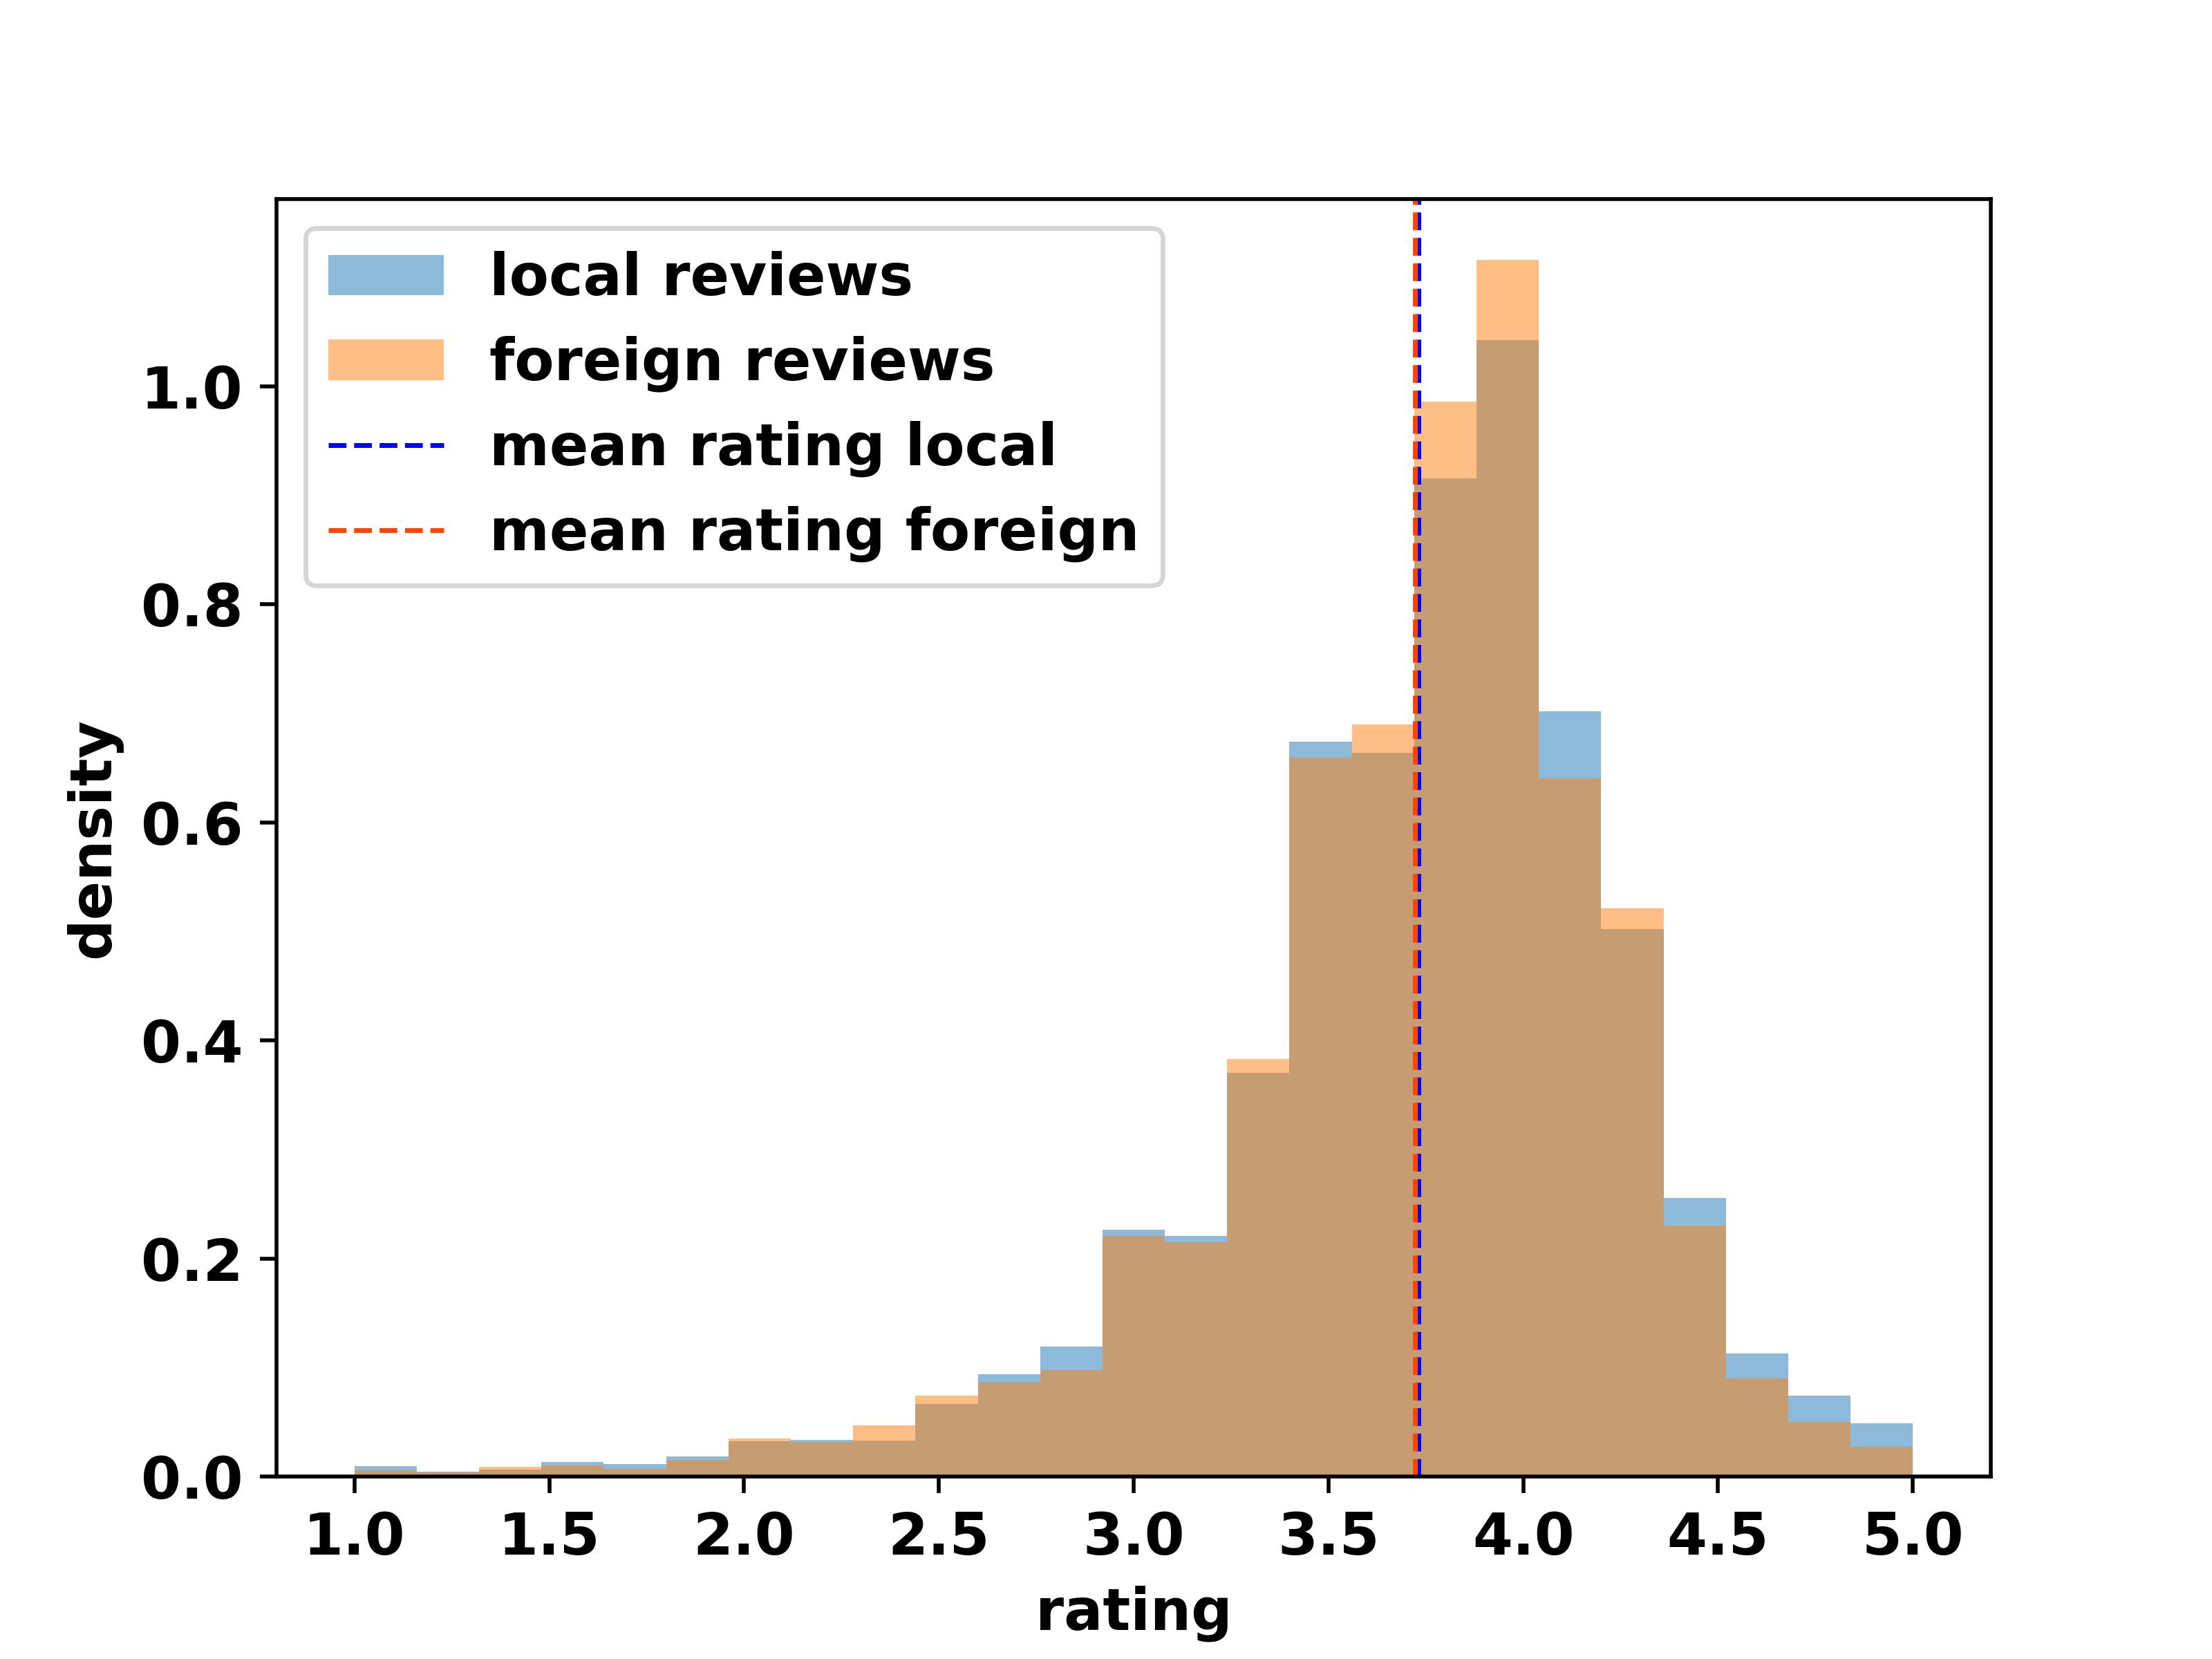 local reviews
foreign reviews
mean rating local
mean rating foreign
1.0
0.8
0.6
0.4
0.2
0.0
density
1.0 1.5 2.0 2.5 3.0 3.5 4.0 4.5 5.0
rating